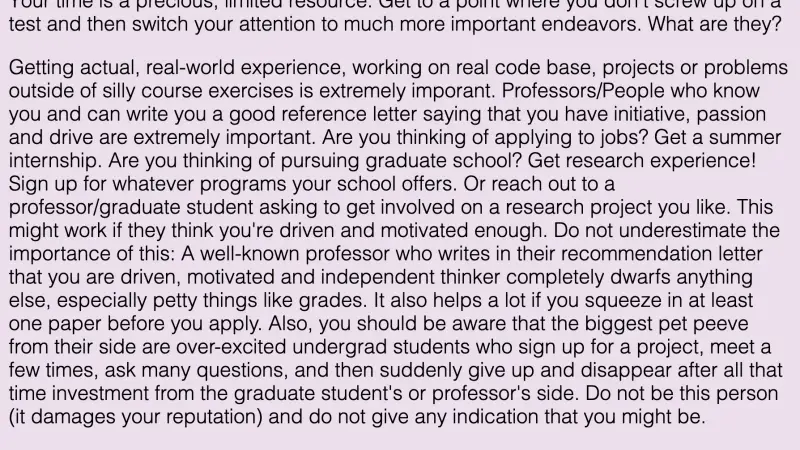 Your time is a precious, limited resource. Get to a point where you don't screw up on a
test and then switch your attention to much more important endeavors. What are they?
Getting actual, real-world experience, working on real code base, projects or problems
outside of silly course exercises is extremely imporant. Professors/People who know
you and can write you a good reference letter saying that you have initiative, passion
and drive are extremely important. Are you thinking of applying to jobs? Get a summer
internship. Are you thinking of pursuing graduate school? Get research experience!
Sign up for whatever programs your school offers. Or reach out to a
professor/graduate student asking to get involved on a research project you like. This
might work if they think you're driven and motivated enough. Do not underestimate the
importance of this: A well-known professor who writes in their recommendation letter
that you are driven, motivated and independent thinker completely dwarfs anything
else, especially petty things like grades. It also helps a lot if you squeeze in at least
one paper before you apply. Also, you should be aware that the biggest pet peeve
from their side are over-excited undergrad students who sign up for a project, meet a
few times, ask many questions, and then suddenly give up and disappear after all that
time investment from the graduate student's or professor's side. Do not be this person
(it damages your reputation) and do not give any indication that you might be.